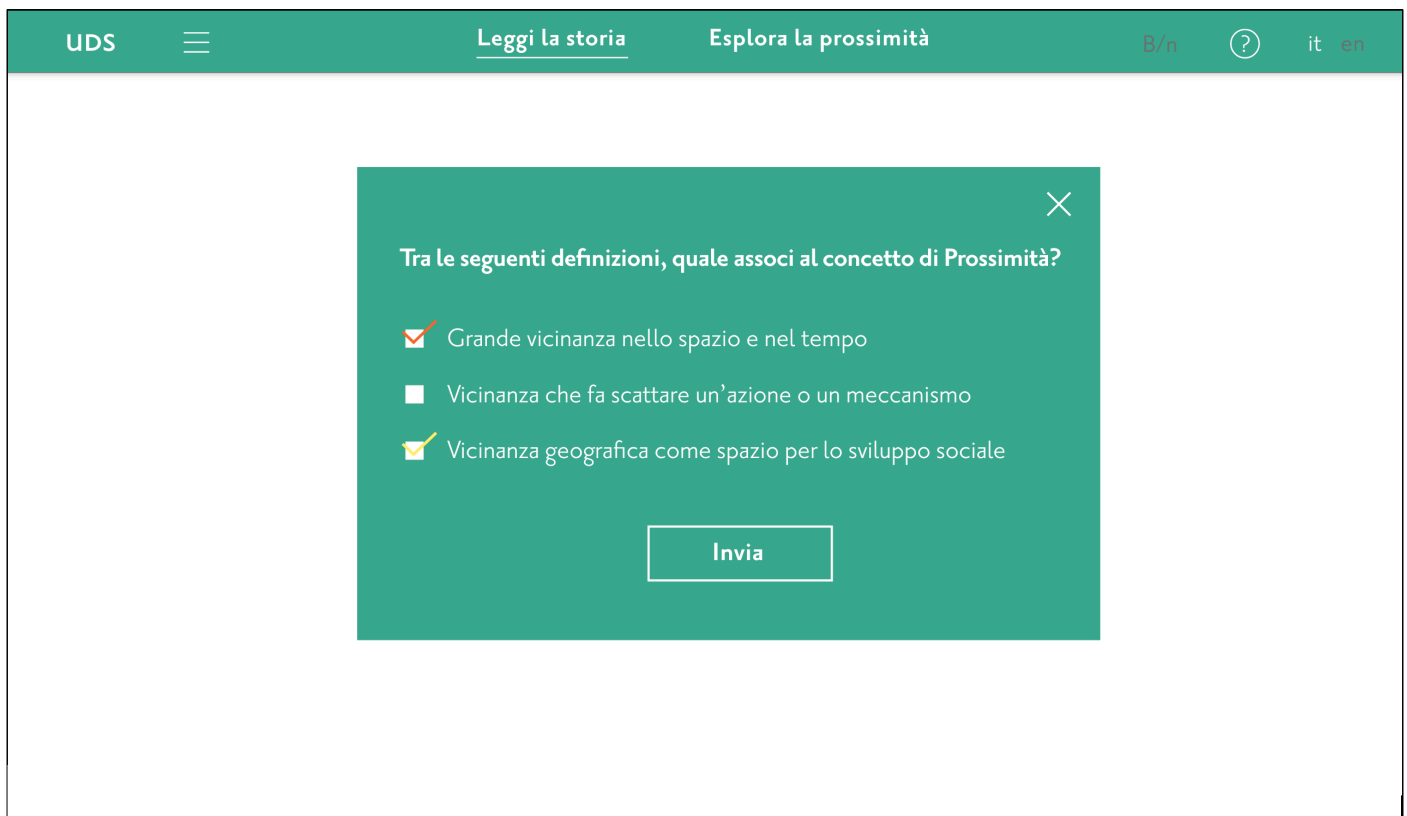 UDS
Leggi la storia
Esplora la prossimità
B/n
?
it en
Tra le seguenti definizioni, quale associ al concetto di Prossimità?
Grande vicinanza nello spazio e nel tempo
Vicinanza che fa scattare un’azione o un meccanismo
Vicinanza geografica come spazio per lo sviluppo sociale
Invia